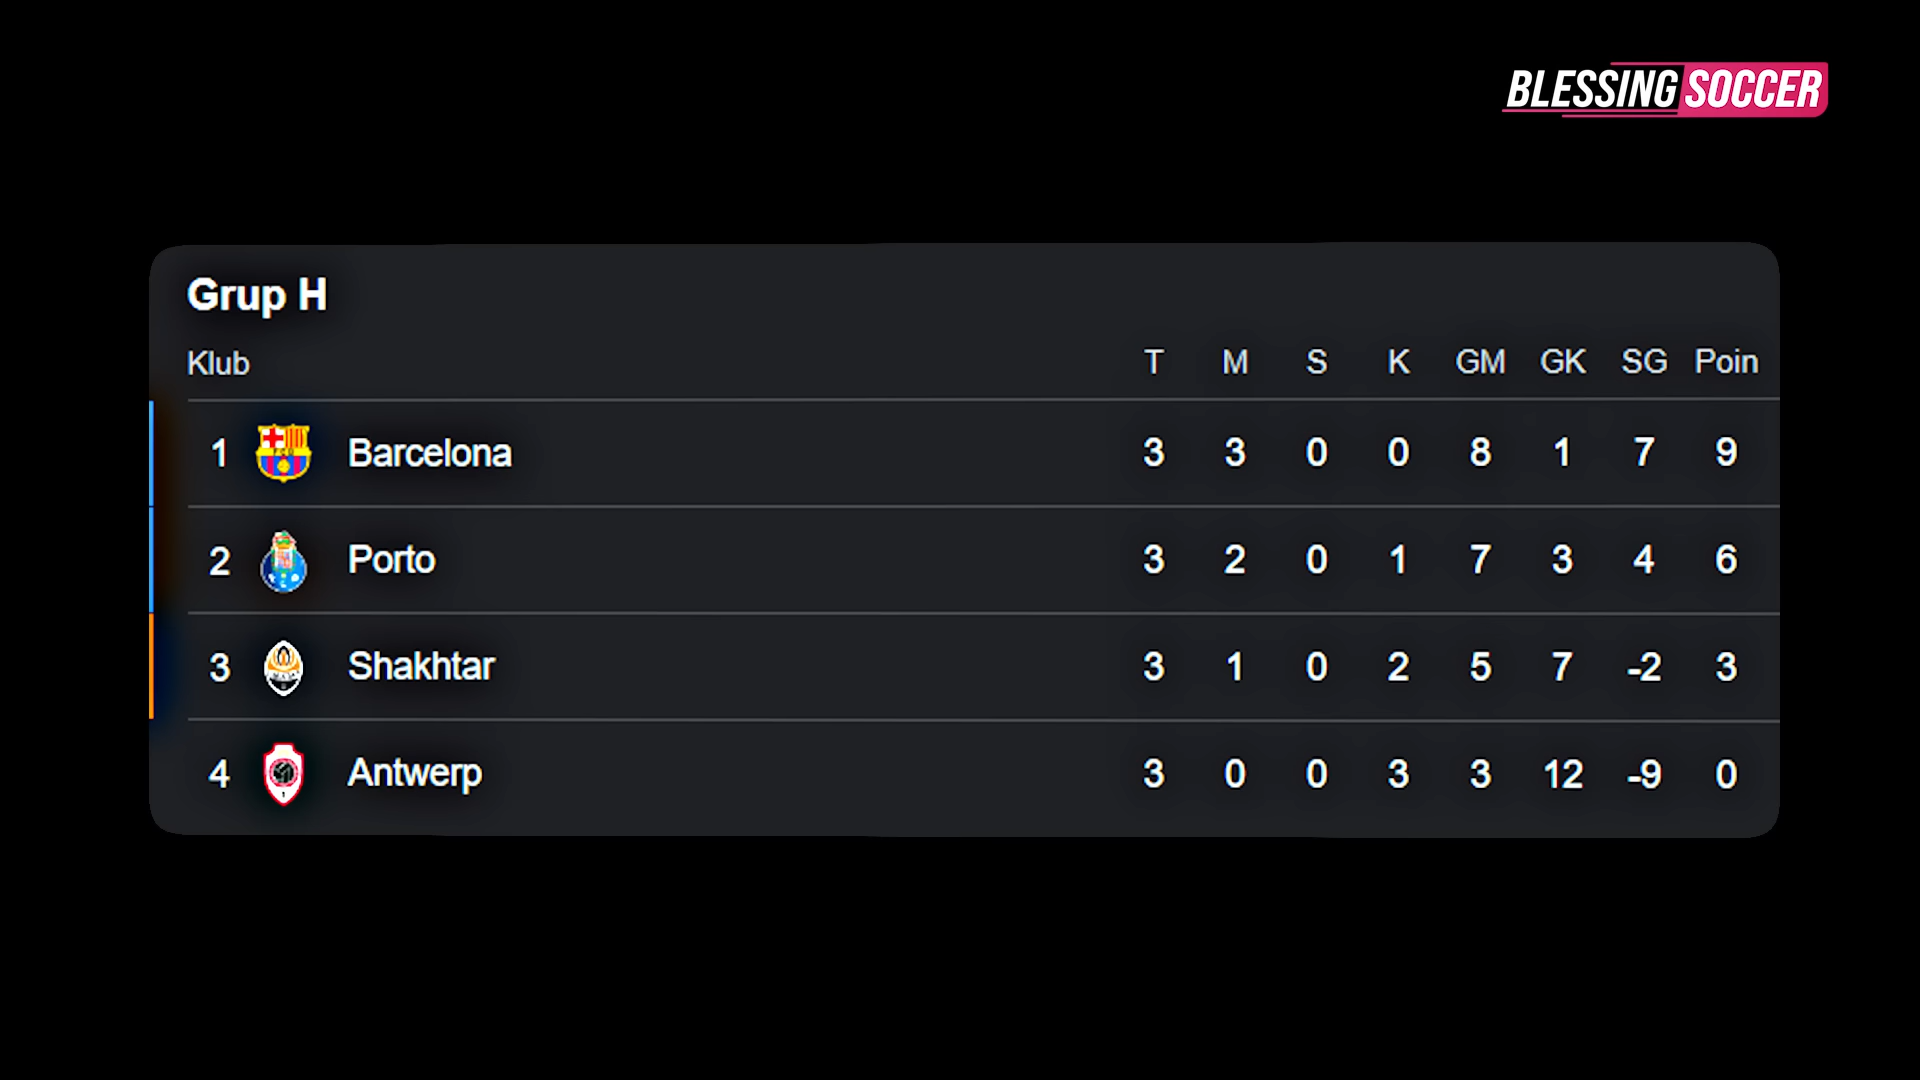 BLESSING SOCCER
Grup H
Klub T M S K GM GK SG Poin
1 Barcelona 3 3 0 0 8 1 7 9
2 Porto 3 2 0 1 7 3 4 6
3 Shakhtar 3 1 0 2 5 7 -2 3
4 Antwerp 3 0 0 3 3 12 -9 0